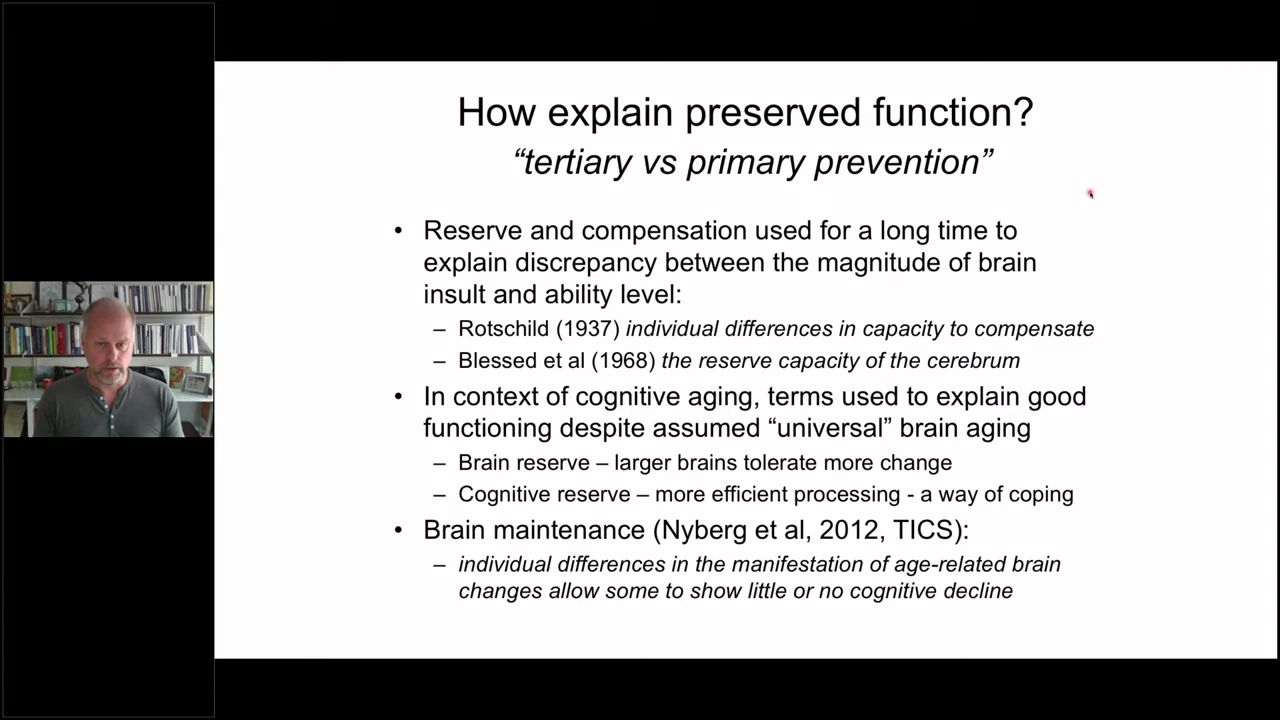 How explain preserved function?
“tertiary vs primary prevention”
• Reserve and compensation used for a long time to
explain discrepancy between the magnitude of brain
insult and ability level:
– Rotschild (1937) individual differences in capacity to compensate
– Blessed et al (1968) the reserve capacity of the cerebrum
• In context of cognitive aging, terms used to explain good
functioning despite assumed “universal” brain aging
– Brain reserve – larger brains tolerate more change
– Cognitive reserve – more efficient processing - a way of coping
• Brain maintenance (Nyberg et al, 2012, TICS):
– individual differences in the manifestation of age-related brain
changes allow some to show little or no cognitive decline